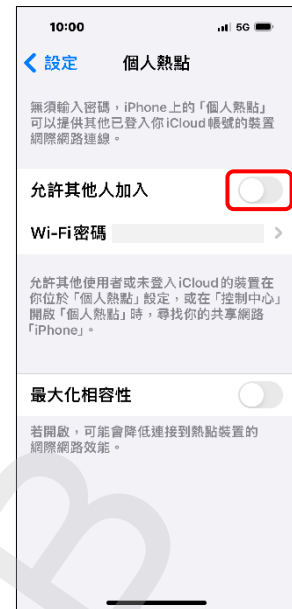 10:00 5G
設定 個人熱點
無須輸入密碼，iPhone上的「個人熱點」
可以提供其他已登入你iCloud帳號的裝置
網際網路連線。
允許其他人加入
Wi-Fi密碼
允許其他使用者或未登入iCloud的裝置在
你位於「個人熱點」設定，或在「控制中心」
開啟「個人熱點」時，尋找你的共享網路
「iPhone」。
最大化相容性
若開啟，可能會降低連接到熱點裝置的
網際網路效能。